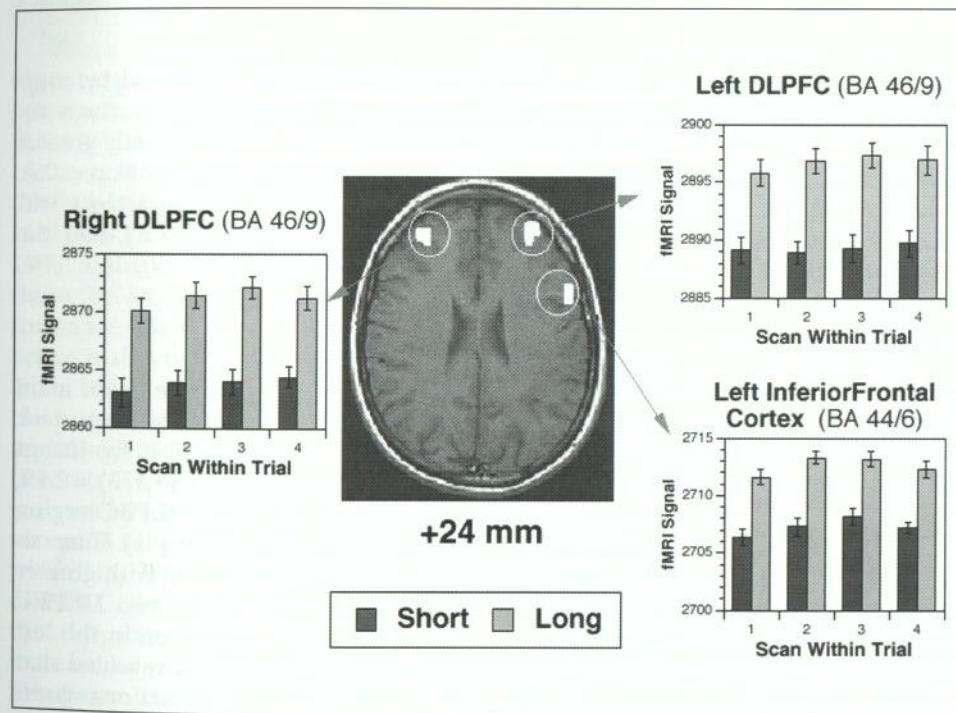 Left DLPFC (BA 46/9)
2900
2895
2890
2885
fMRI Signal
1 2 3 4
Scan Within Trial
Right DLPFC (BA 46/9)
2875
2870
2865
2860
fMRI Signal
1 2 3 4
Scan Within Trial
Left InferiorFrontal
Cortex (BA 44/6)
2715
2710
2705
2700
fMRI Signal
1 2 3 4
Scan Within Trial
+24 mm
Short Long